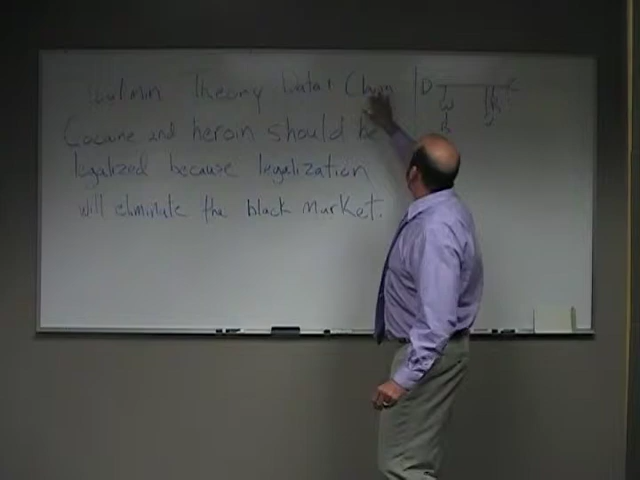 Toulmin Theory Data: Claim
Cocaine and heroin should be
legalized because legalization
will eliminate the black market.
D C
W R
B